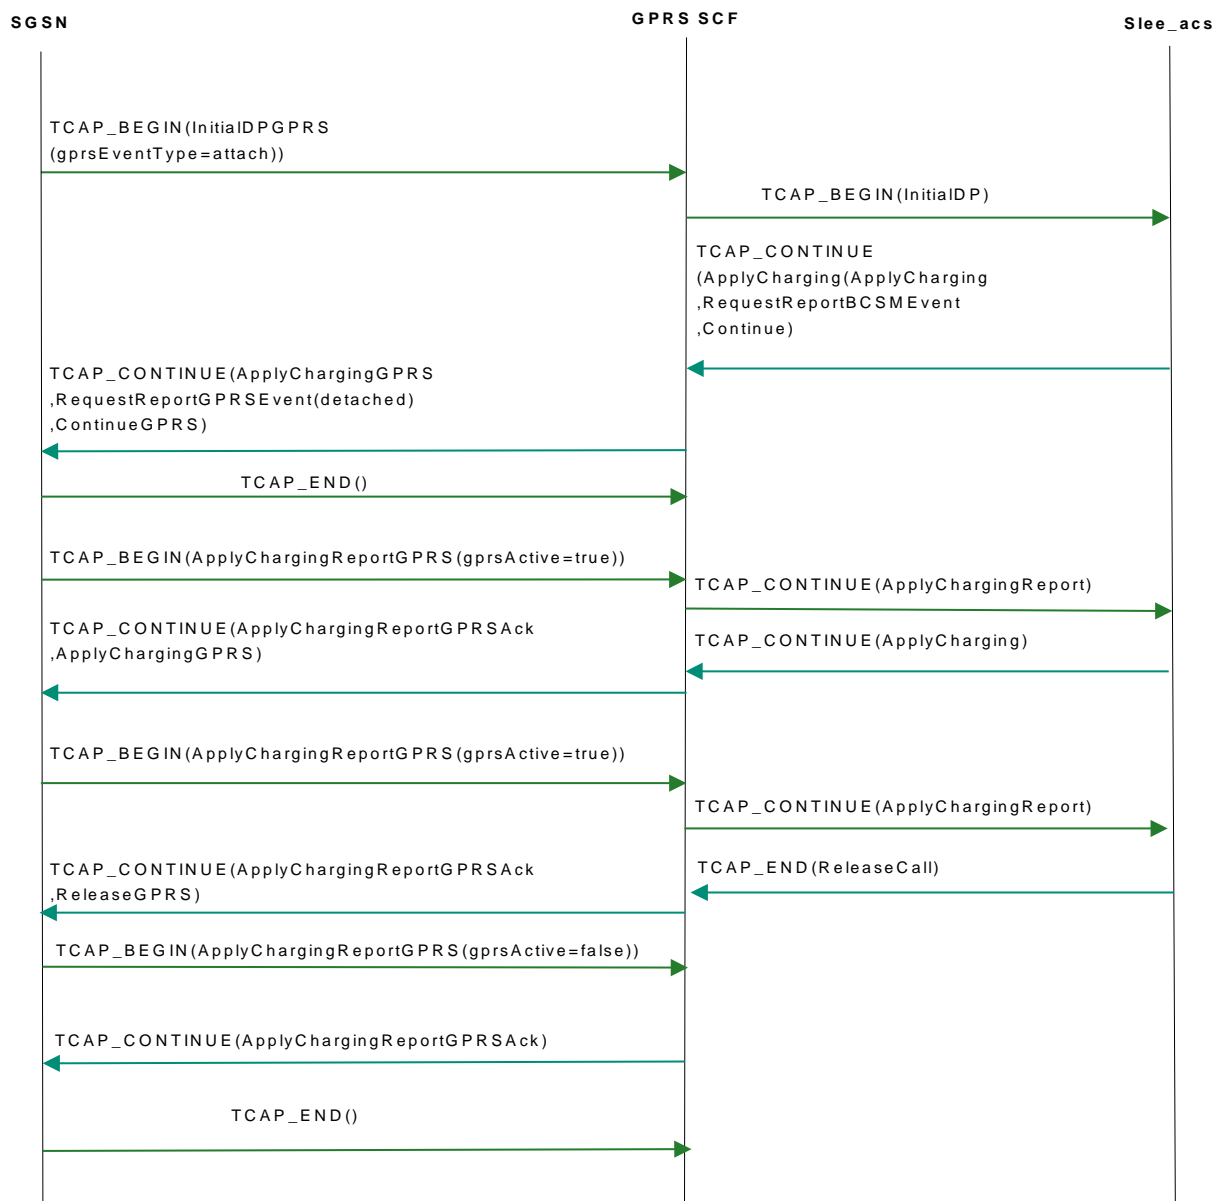 SGSN
GPRS SCF
Slee_acs
TCAP_BEGIN(InitialDPGPRS
(gprsEventType=attach))
TCAP_BEGIN(InitialDP)
TCAP_CONTINUE
(ApplyCharging(ApplyCharging
,RequestReportBCSMEvent
,Continue)
TCAP_CONTINUE(ApplyChargingGPRS
,RequestReportGPRSEvent(detached)
,ContinueGPRS)
TCAP_END()
TCAP_BEGIN(ApplyChargingReportGPRS(gprsActive=true))
TCAP_CONTINUE(ApplyChargingReport)
TCAP_CONTINUE(ApplyChargingReportGPRSAck
,ApplyChargingGPRS)
TCAP_CONTINUE(ApplyCharging)
TCAP_BEGIN(ApplyChargingReportGPRS(gprsActive=true))
TCAP_CONTINUE(ApplyChargingReport)
TCAP_CONTINUE(ApplyChargingReportGPRSAck
,ReleaseGPRS)
TCAP_END(ReleaseCall)
TCAP_BEGIN(ApplyChargingReportGPRS(gprsActive=false))
TCAP_CONTINUE(ApplyChargingReportGPRSAck)
TCAP_END()